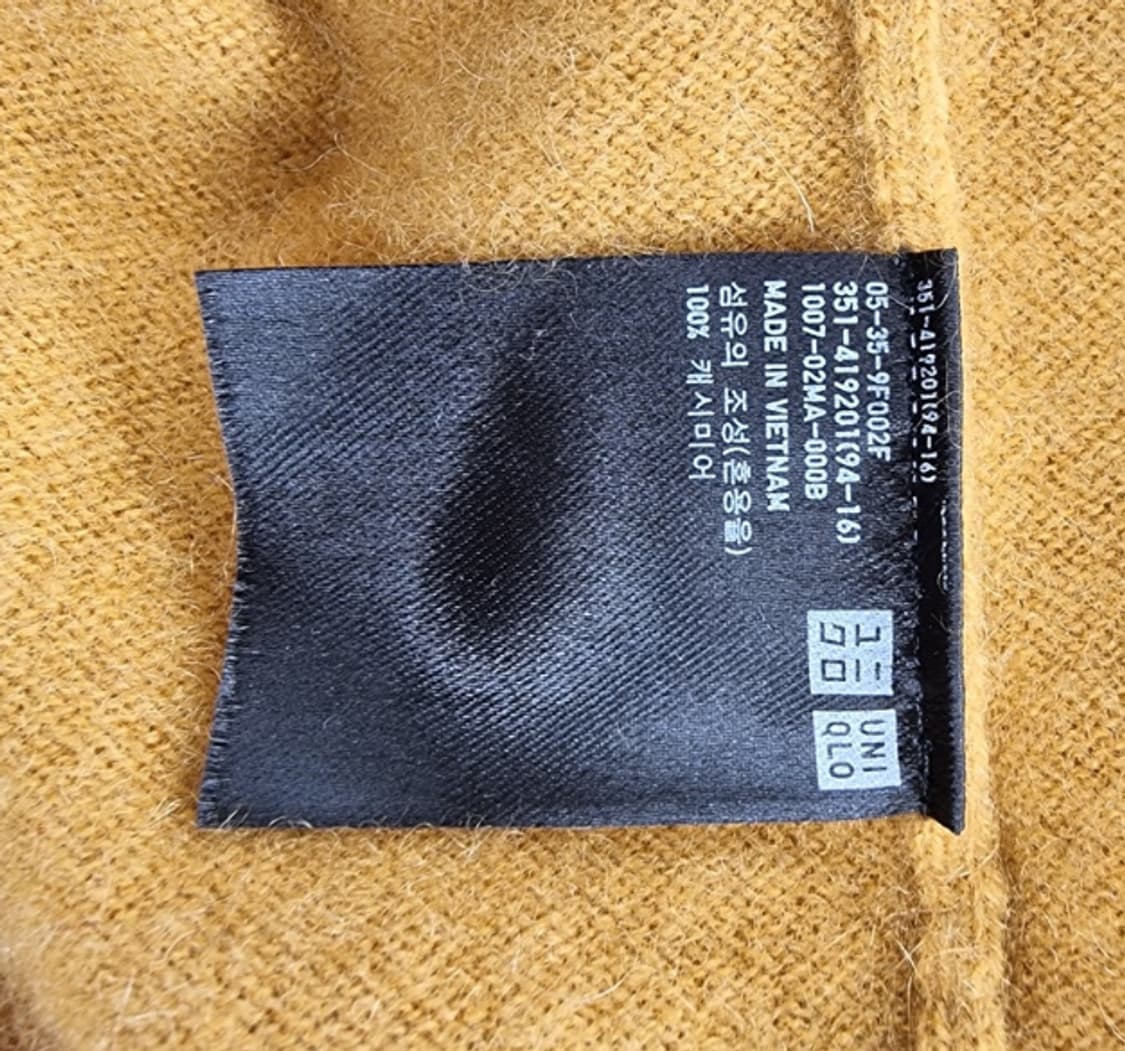 351-419201(94-16)
05-35-9F002F
351-419201(94-16)
1007-02MA-000B
MADE IN VIETNAM
섬유의 조성(혼용율)
100% 캐시미어
ユニ
クロ
UNI
QLO